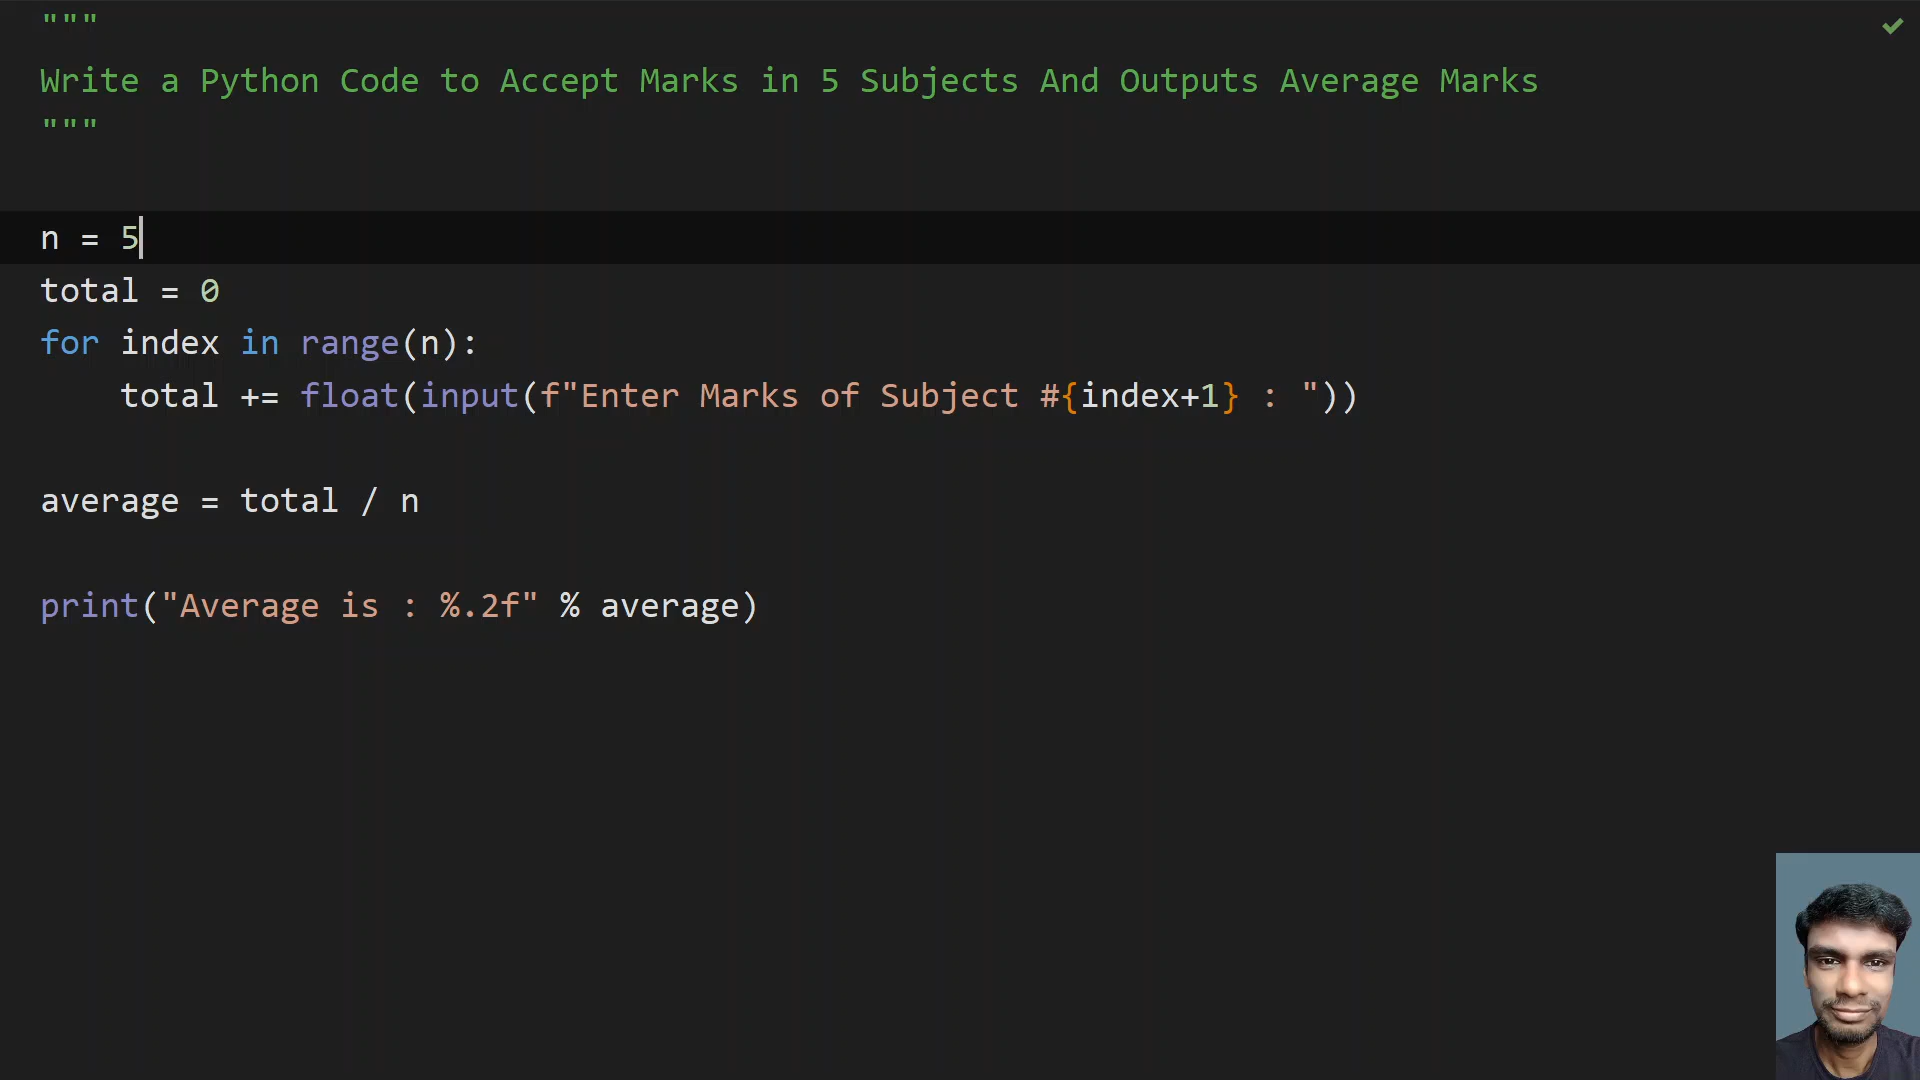 """
Write a Python Code to Accept Marks in 5 Subjects And Outputs Average Marks
"""
n = 5
total = 0
for index in range(n):
    total += float(input(f"Enter Marks of Subject #{index+1} : "))
average = total / n
print("Average is : %.2f" % average)